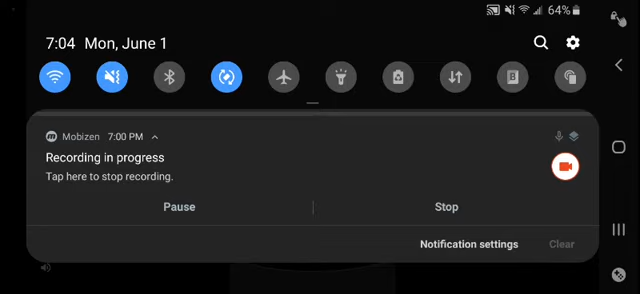 64%
7:04 Mon, June 1
Mobizen 7:00 PM
Recording in progress
Tap here to stop recording.
Pause Stop
Notification settings Clear